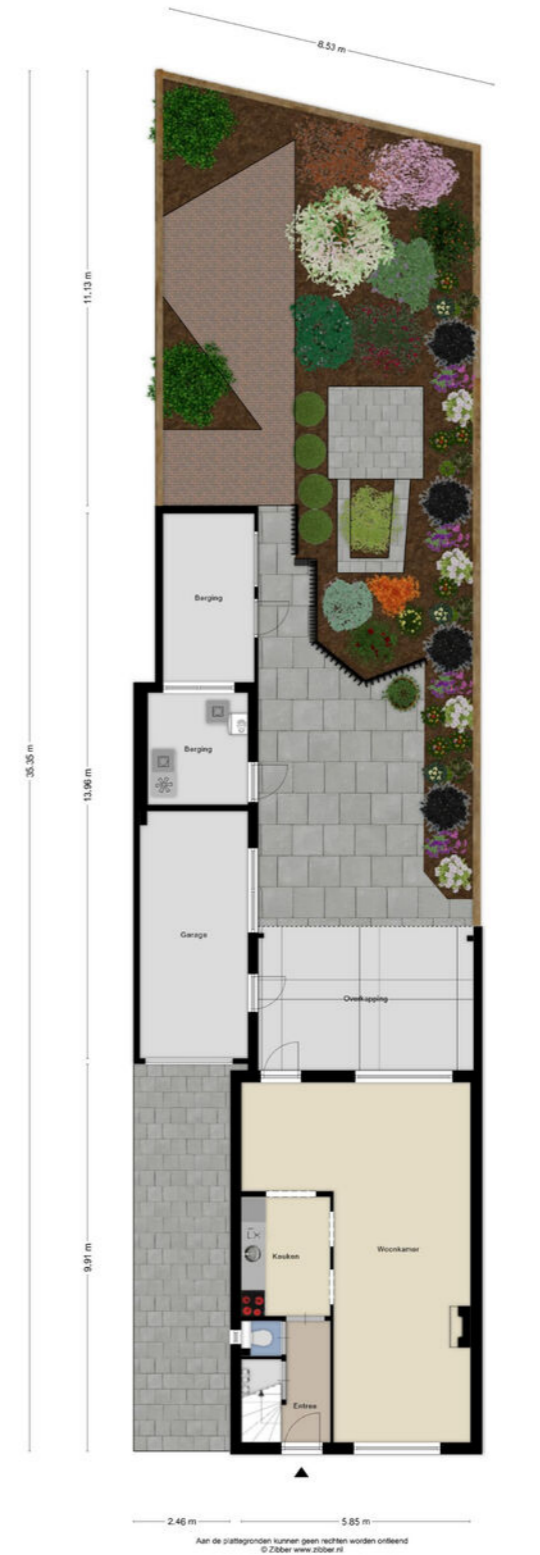 8.53 m
11.13 m
Berging
35.35 m
13.96 m
Berging
Garage
Overkapping
9.91 m
Keuken
Woonkamer
Entree
2.46 m
5.85 m
Aan de plattegronden kunnen geen rechten worden ontleend
© Zibber www.zibber.nl